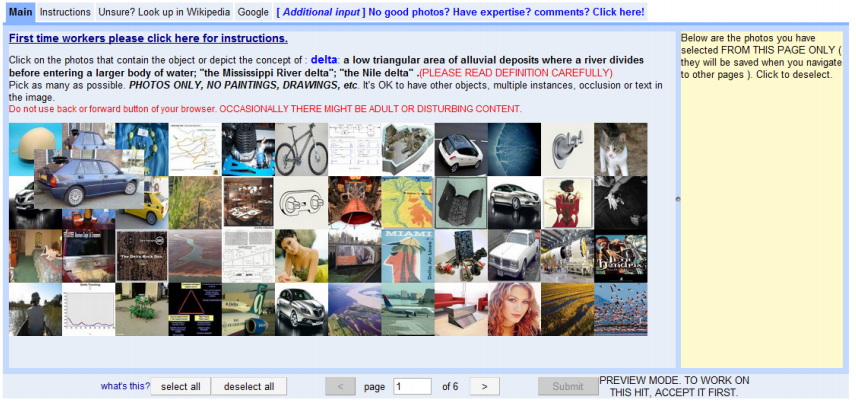 Main Instructions Unsure? Look up in Wikipedia Google [ Additional input ] No good photos? Have expertise? comments? Click here!
First time workers please click here for instructions.
Click on the photos that contain the object or depict the concept of : delta: a low triangular area of alluvial deposits where a river divides
before entering a larger body of water; "the Mississippi River delta"; "the Nile delta" .(PLEASE READ DEFINITION CAREFULLY)
Pick as many as possible. PHOTOS ONLY, NO PAINTINGS, DRAWINGS, etc. It's OK to have other objects, multiple instances, occlusion or text in
the image.
Do not use back or forward button of your browser. OCCASIONALLY THERE MIGHT BE ADULT OR DISTURBING CONTENT.
Below are the photos you have
selected FROM THIS PAGE ONLY (
they will be saved when you navigate
to other pages ). Click to deselect.
MIAMI
Delta Air Lines
The Delta Rock Box
DELTA
what's this? select all deselect all < page 1 of 6 > Submit
PREVIEW MODE. TO WORK ON
THIS HIT, ACCEPT IT FIRST.